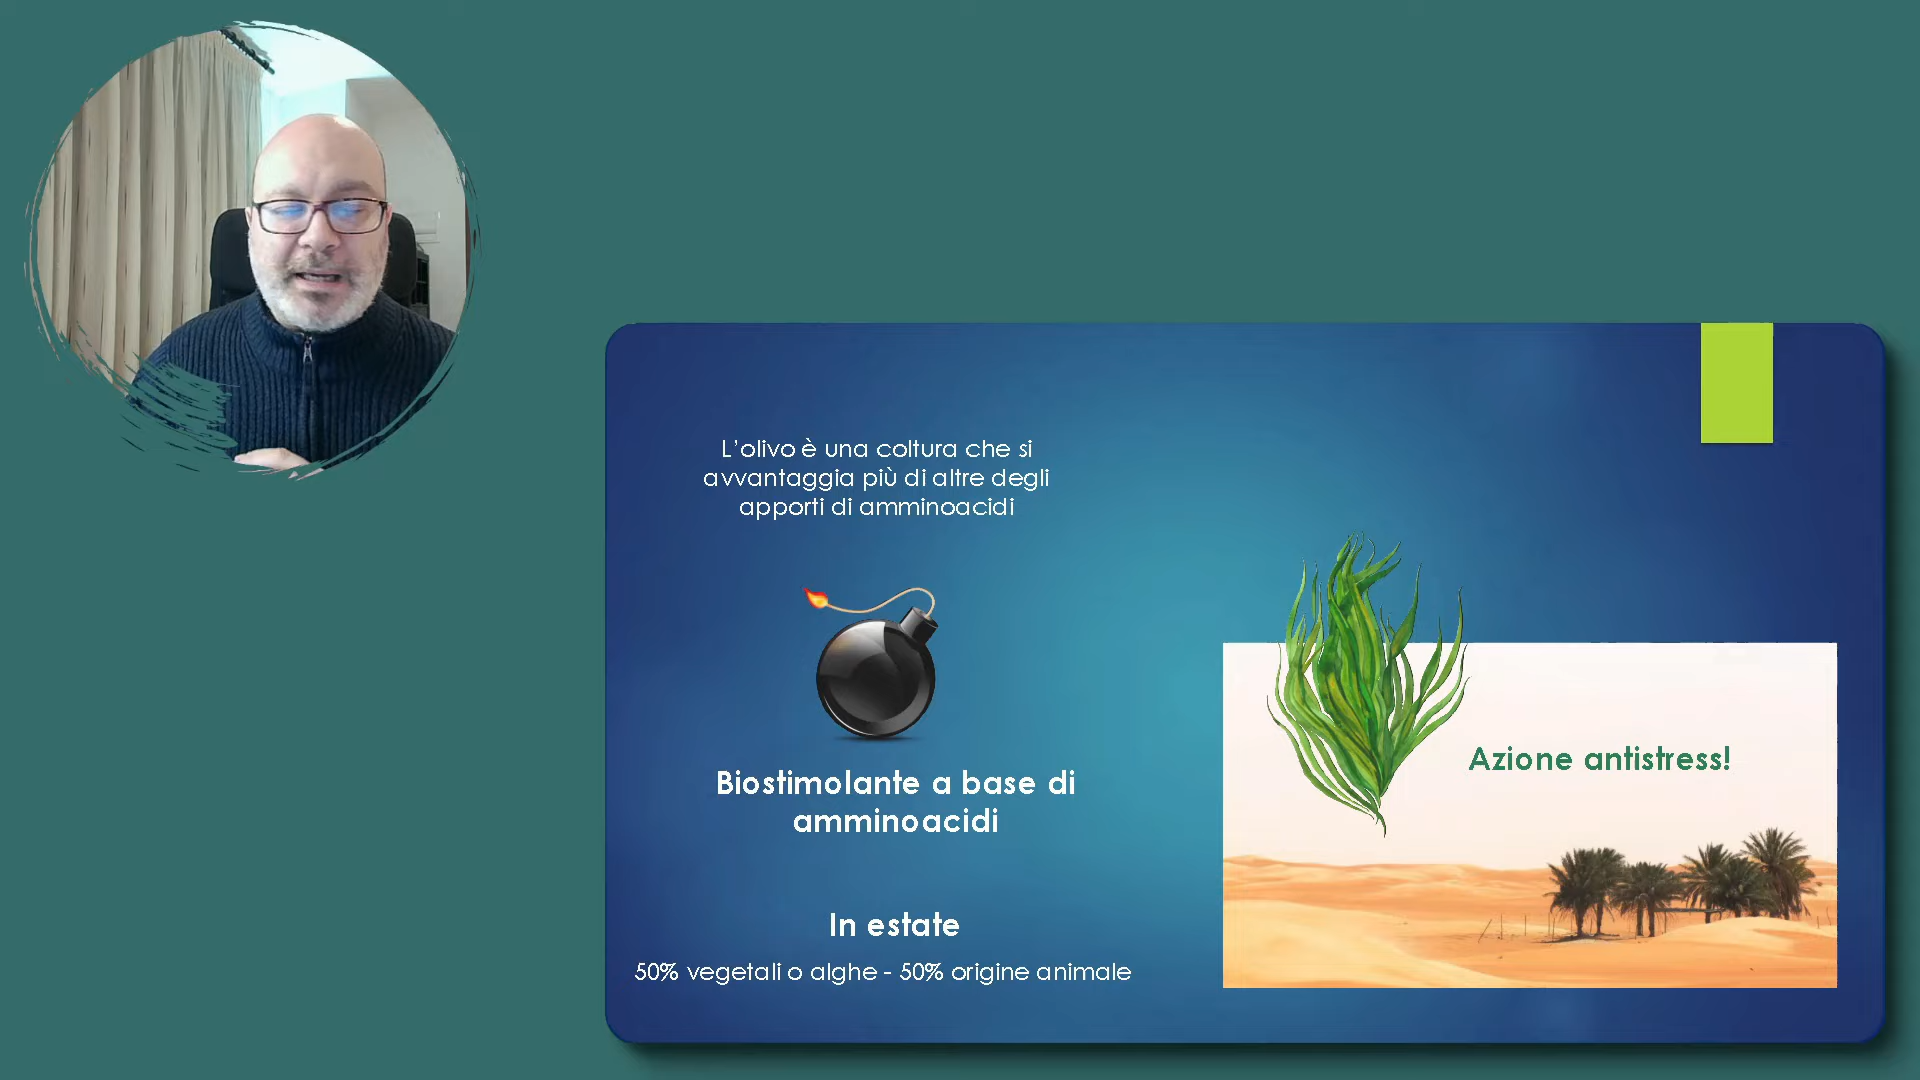 L'olivo è una coltura che si
avvantaggia più di altre degli
apporti di amminoacidi
Biostimolante a base di
amminoacidi
In estate
50% vegetali o alghe - 50% origine animale
Azione antistress!